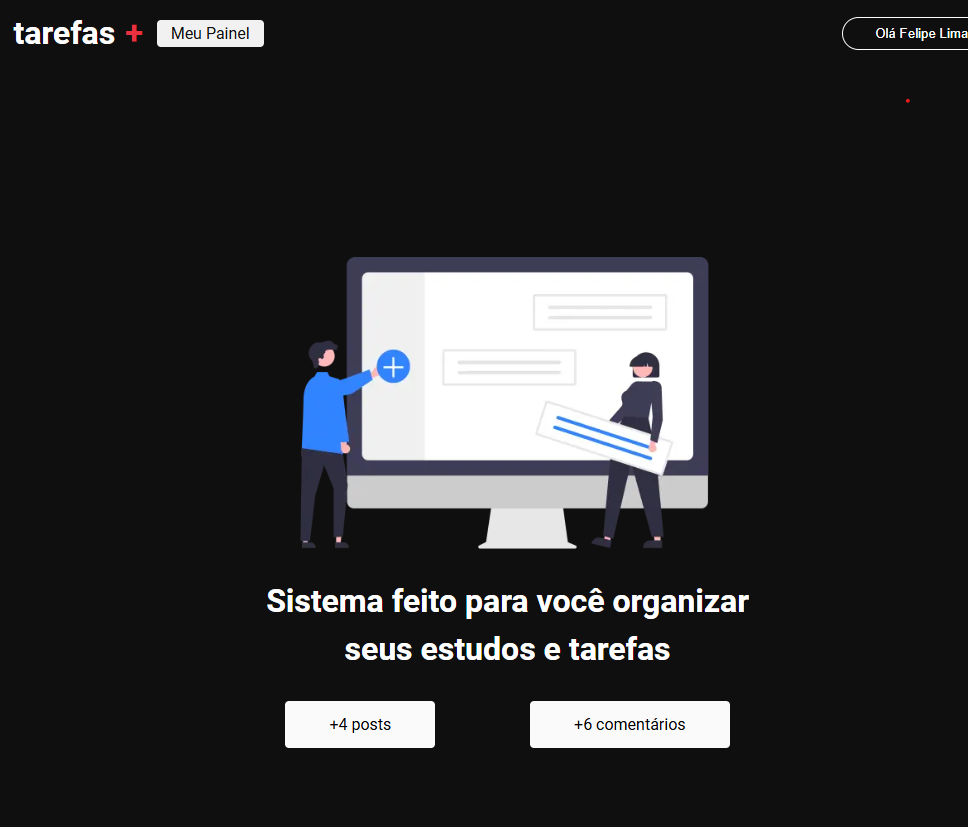 tarefas +
Meu Painel
Olá Felipe Lima
Sistema feito para você organizar
seus estudos e tarefas
+4 posts
+6 comentários